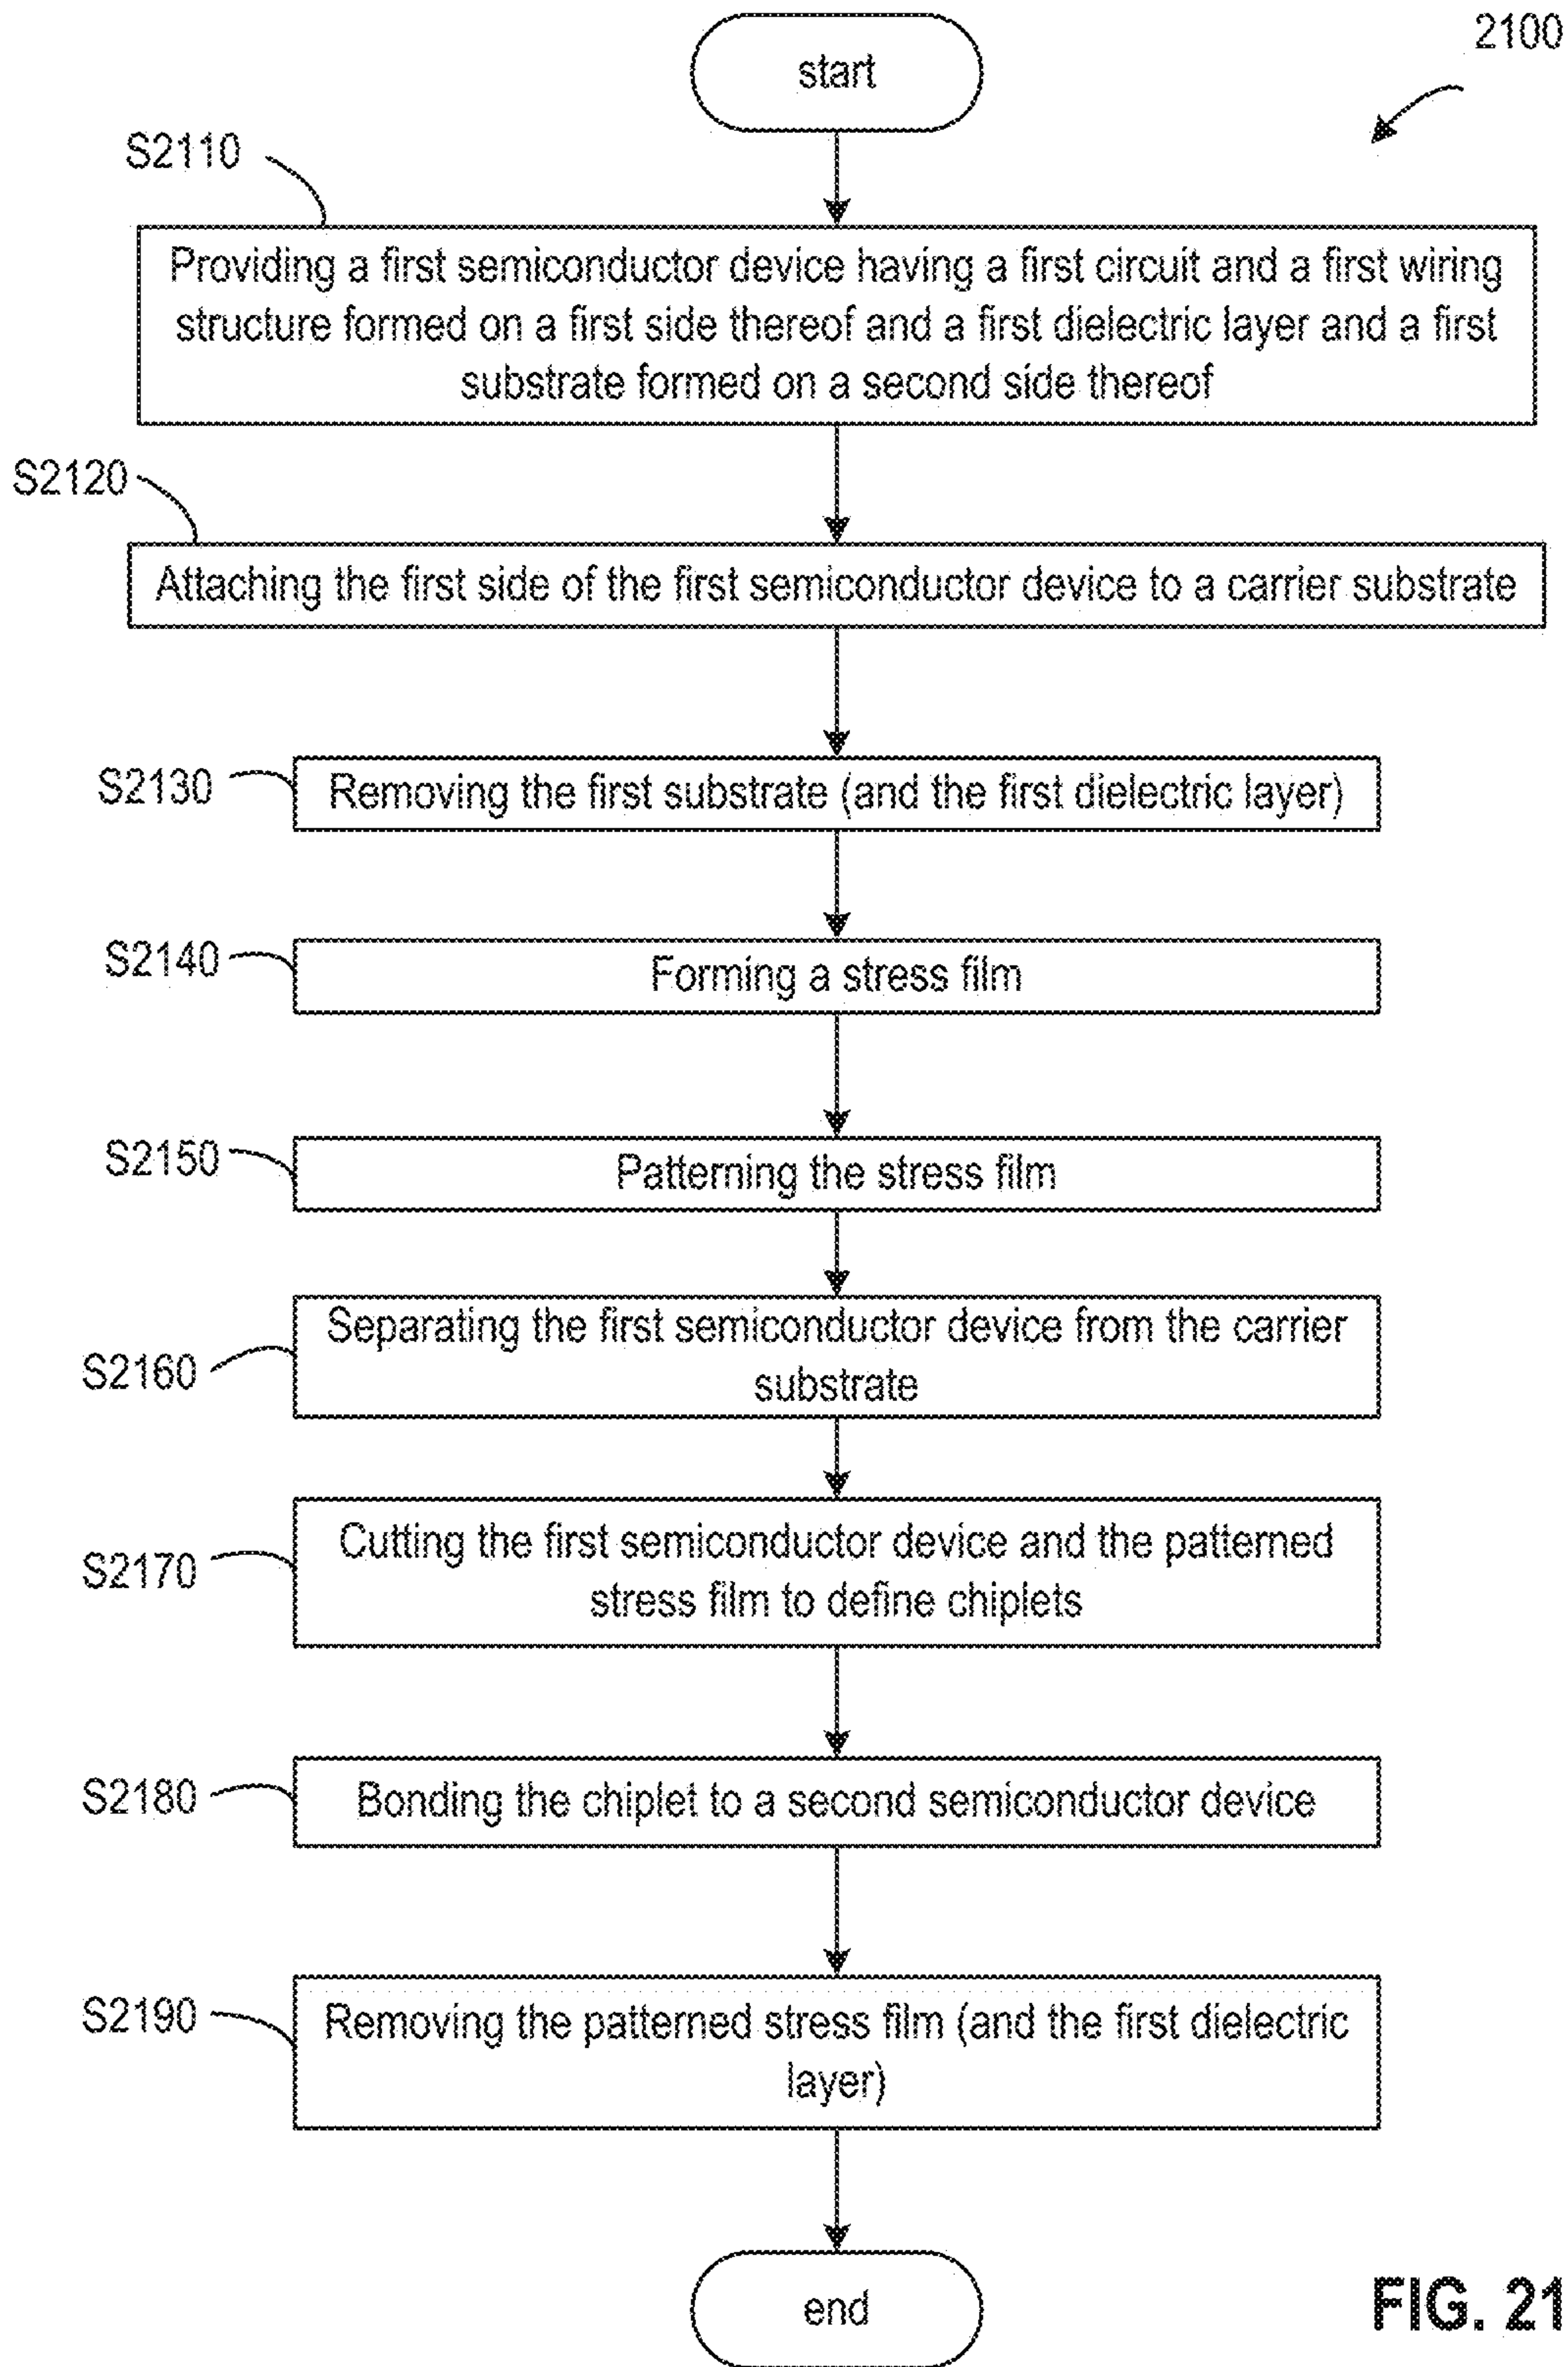 2100
start
S2110
Providing a first semiconductor device having a first circuit and a first wiring
structure formed on a first side thereof and a first dielectric layer and a first
substrate formed on a second side thereof
S2120
Attaching the first side of the first semiconductor device to a carrier substrate
S2130
Removing the first substrate (and the first dielectric layer)
S2140
Forming a stress film
S2150
Patterning the stress film
S2160
Separating the first semiconductor device from the carrier
substrate
S2170
Cutting the first semiconductor device and the patterned
stress film to define chiplets
S2180
Bonding the chiplet to a second semiconductor device
S2190
Removing the patterned stress film (and the first dielectric
layer)
end
FIG. 21